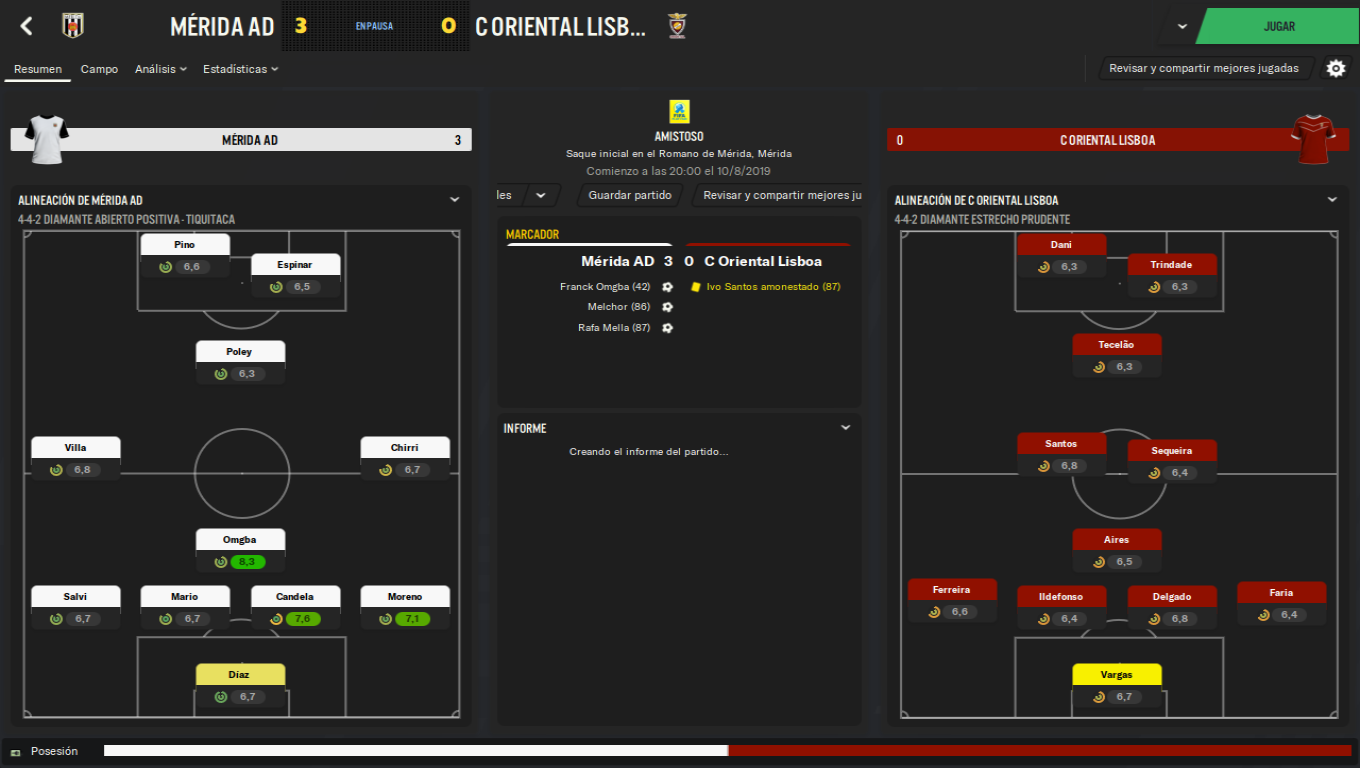 MÉRIDA AD
3
EN PAUSA
0
C ORIENTAL LISB...
JUGAR
Resumen
Campo
Análisis
Estadísticas
Revisar y compartir mejores jugadas
MÉRIDA AD
3
FIFA
AMISTOSO
Saque inicial en el Romano de Mérida, Mérida
Comienzo a las 20:00 el 10/8/2019
0
C ORIENTAL LISBOA
les
Guardar partido
Revisar y compartir mejores ju
ALINEACIÓN DE MÉRIDA AD
4-4-2 DIAMANTE ABIERTO POSITIVA - TIQUITACA
Pino
6,6
Espinar
6,5
Poley
6,3
Villa
6,8
Chirri
6,7
Omgba
8,3
Salvi
6,7
Mario
6,7
Candela
7,6
Moreno
7,1
Díaz
6,7
MARCADOR
Mérida AD 3 0 C Oriental Lisboa
Franck Omgba (42)
Ivo Santos amonestado (87)
Melchor (86)
Rafa Mella (87)
INFORME
Creando el informe del partido...
ALINEACIÓN DE C ORIENTAL LISBOA
4-4-2 DIAMANTE ESTRECHO PRUDENTE
Dani
6,3
Trindade
6,3
Tecelão
6,3
Santos
6,8
Sequeira
6,4
Aires
6,5
Ferreira
6,6
Ildefonso
6,4
Delgado
6,8
Faria
6,4
Vargas
6,7
Posesión